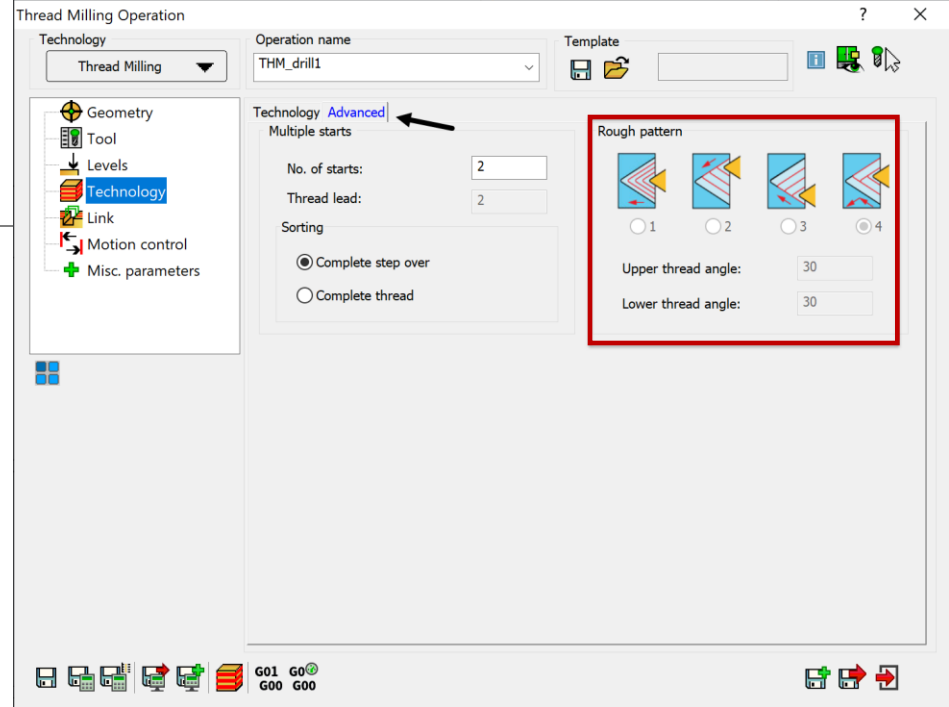 Thread Milling Operation
? ×
Technology
Thread Milling
Operation name
THM_drill1
Template
Geometry
Tool
Levels
Technology
Link
Motion control
Misc. parameters
Technology Advanced
Multiple starts
No. of starts: 2
Thread lead: 2
Sorting
Complete step over
Complete thread
Rough pattern
1 2 3 4
Upper thread angle: 30
Lower thread angle: 30
G01 G0
G00 G00